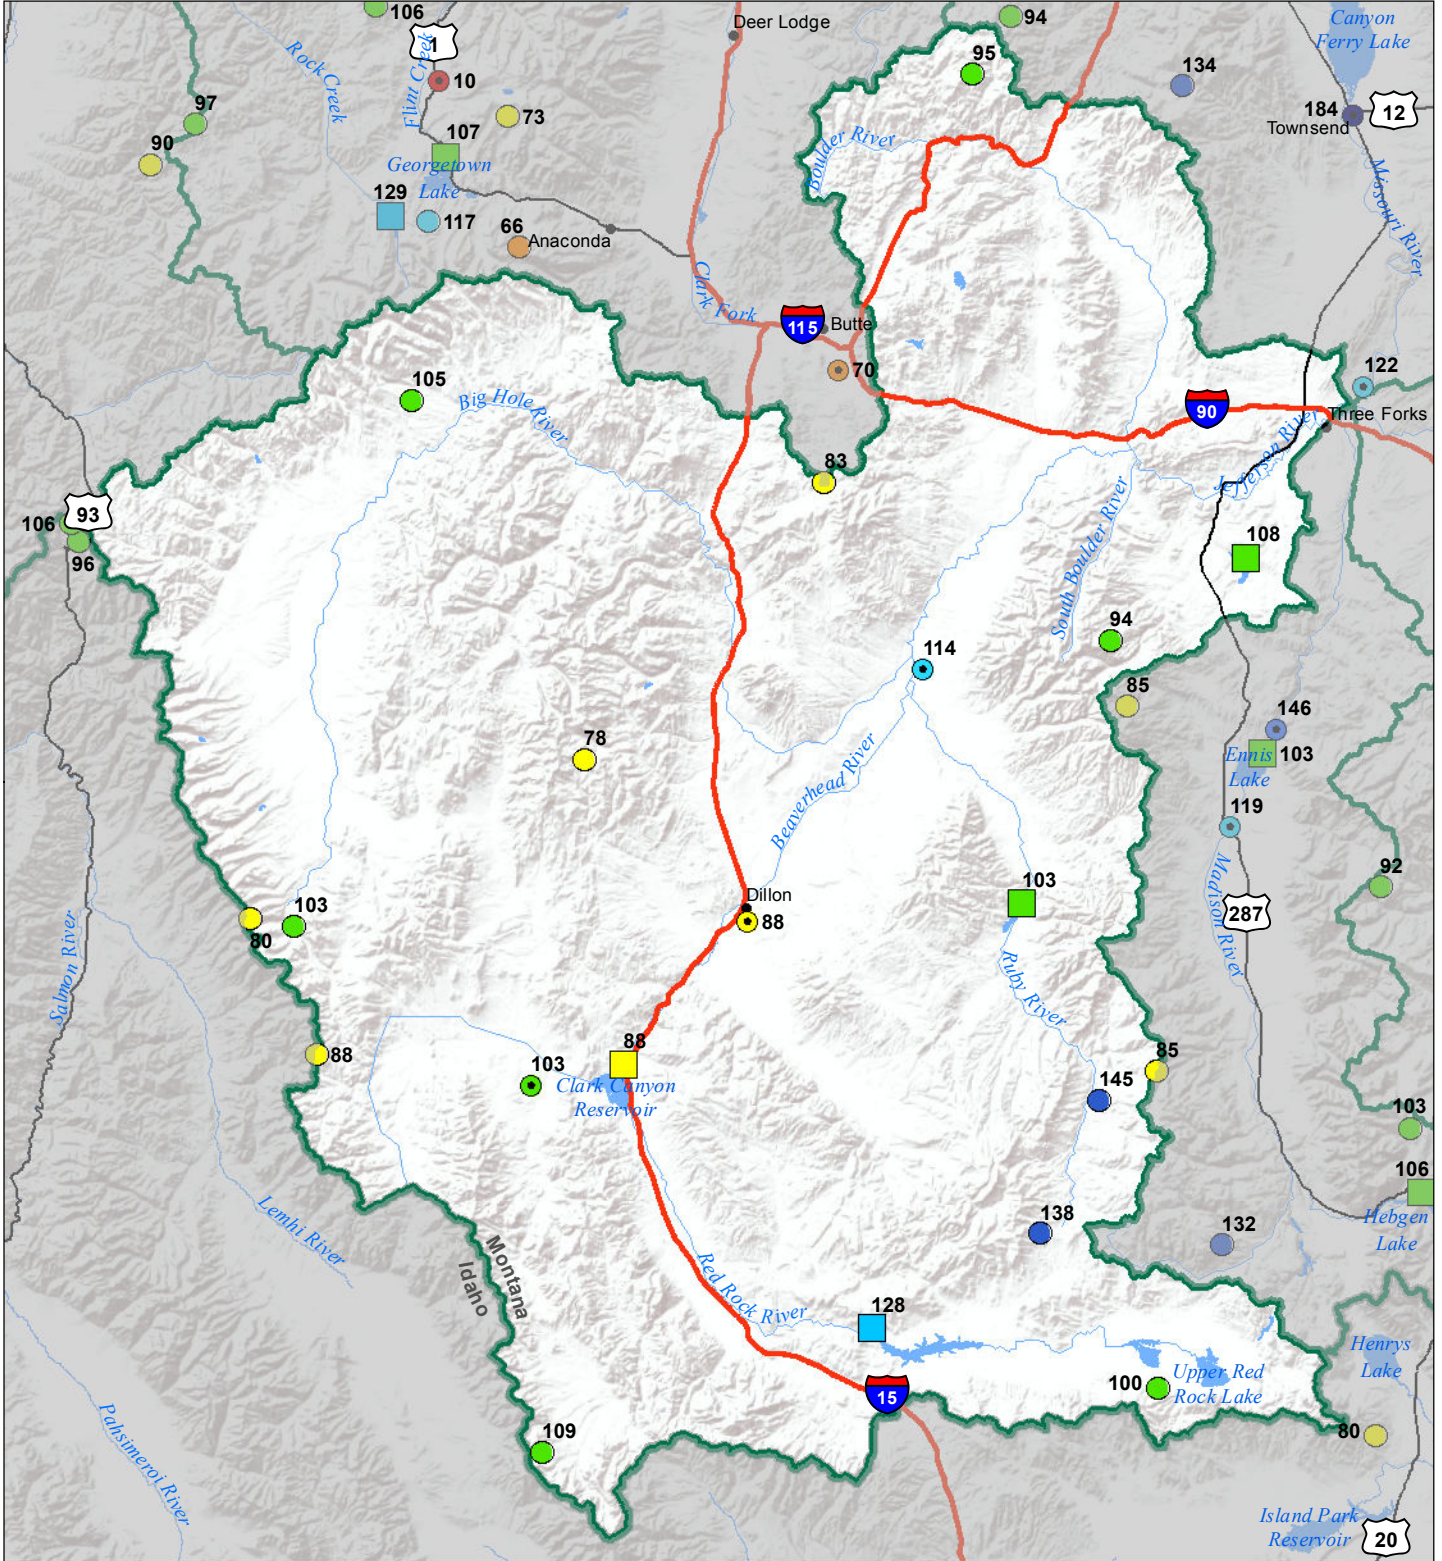 106
Deer Lodge
94
Canyon
Ferry Lake
1
Rock Creek
Flint Creek
95
10
134
97
73
184
12
Townsend
90
107
Boulder River
Georgetown
Lake
Missouri River
129
117
66
Anaconda
Clark Fork
115
Butte
70
122
105
Big Hole River
90
Three Forks
Jefferson River
83
93
106
96
South Boulder River
108
94
114
85
146
Ennis
Lake
103
78
Beaverhead River
119
Madison River
92
Dillon
88
103
287
80
103
Salmon River
Ruby River
88
88
103
Clark Canyon
Reservoir
85
145
103
106
Hebgen
Lake
Lemhi River
138
132
Montana
Idaho
Red Rock River
128
Henrys
Lake
100
Upper Red
Rock Lake
15
109
80
Pahsimeroi River
Island Park
Reservoir
20